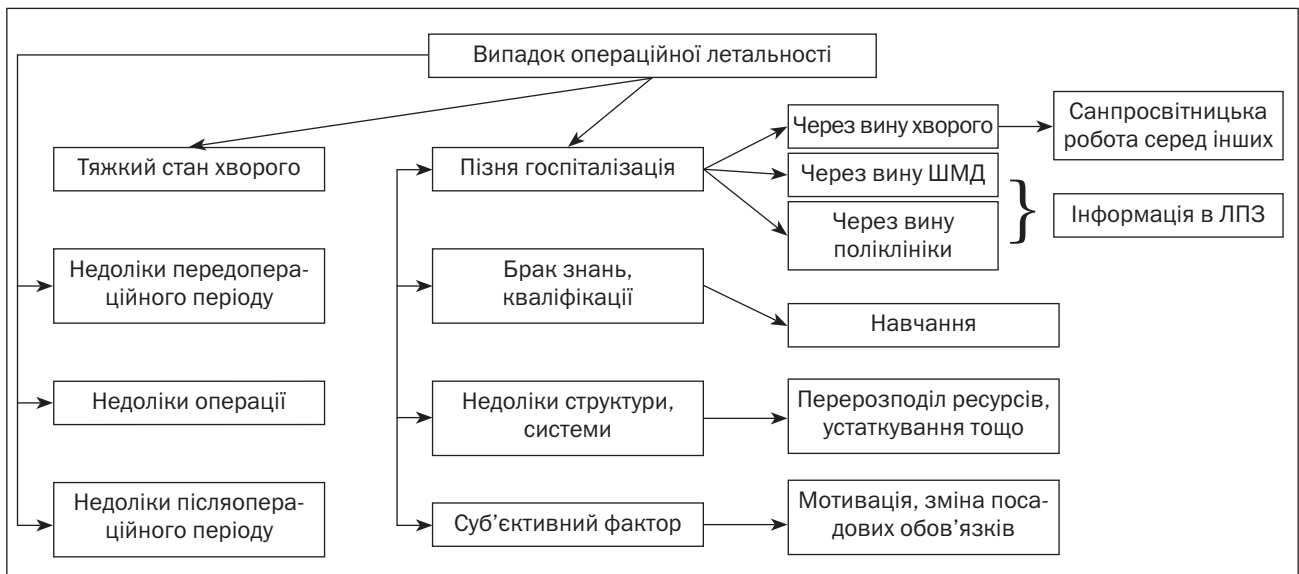 Випадок операційної летальності
Тяжкий стан хворого
Пізня госпіталізація
Через вину хворого
Санпросвітницька
робота серед інших
Через вину ШМД
Через вину
поліклініки
}
Інформація в ЛПЗ
Недоліки передопера-
ційного періоду
Брак знань,
кваліфікації
Навчання
Недоліки операції
Недоліки структури,
системи
Перерозподіл ресурсів,
устаткування тощо
Недоліки післяопера-
ційного періоду
Суб’єктивний фактор
Мотивація, зміна поса-
дових обов’язків